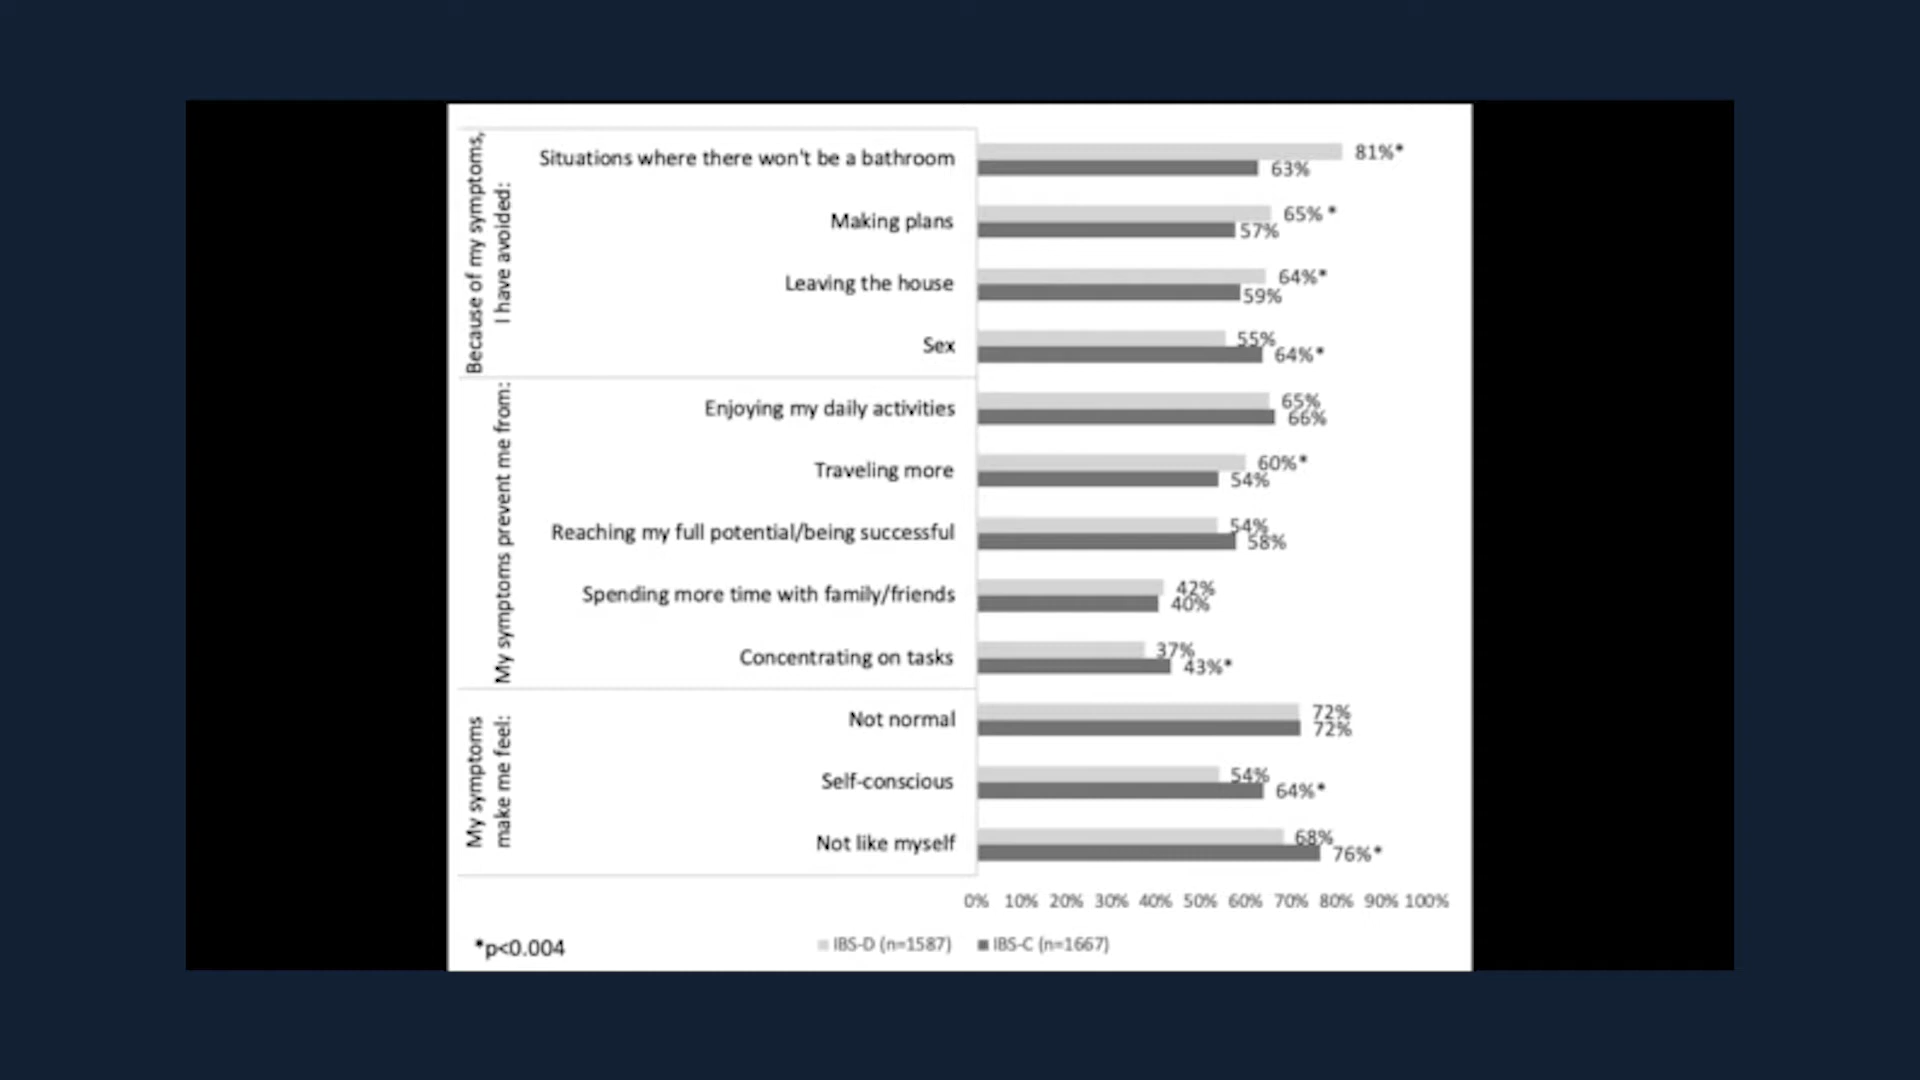 Because of my symptoms,
I have avoided:
Situations where there won't be a bathroom
81%*
63%
Making plans
65% *
57%
Leaving the house
64%*
59%
Sex
55%
64%*
My symptoms prevent me from:
Enjoying my daily activities
65%
66%
Traveling more
60%*
54%
Reaching my full potential/being successful
54%
58%
Spending more time with family/friends
42%
40%
Concentrating on tasks
37%
43%*
My symptoms
make me feel:
Not normal
72%
72%
Self-conscious
54%
64%*
Not like myself
68%
76%*
0% 10% 20% 30% 40% 50% 60% 70% 80% 90% 100%
*p<0.004
IBS-D (n=1587) IBS-C (n=1667)